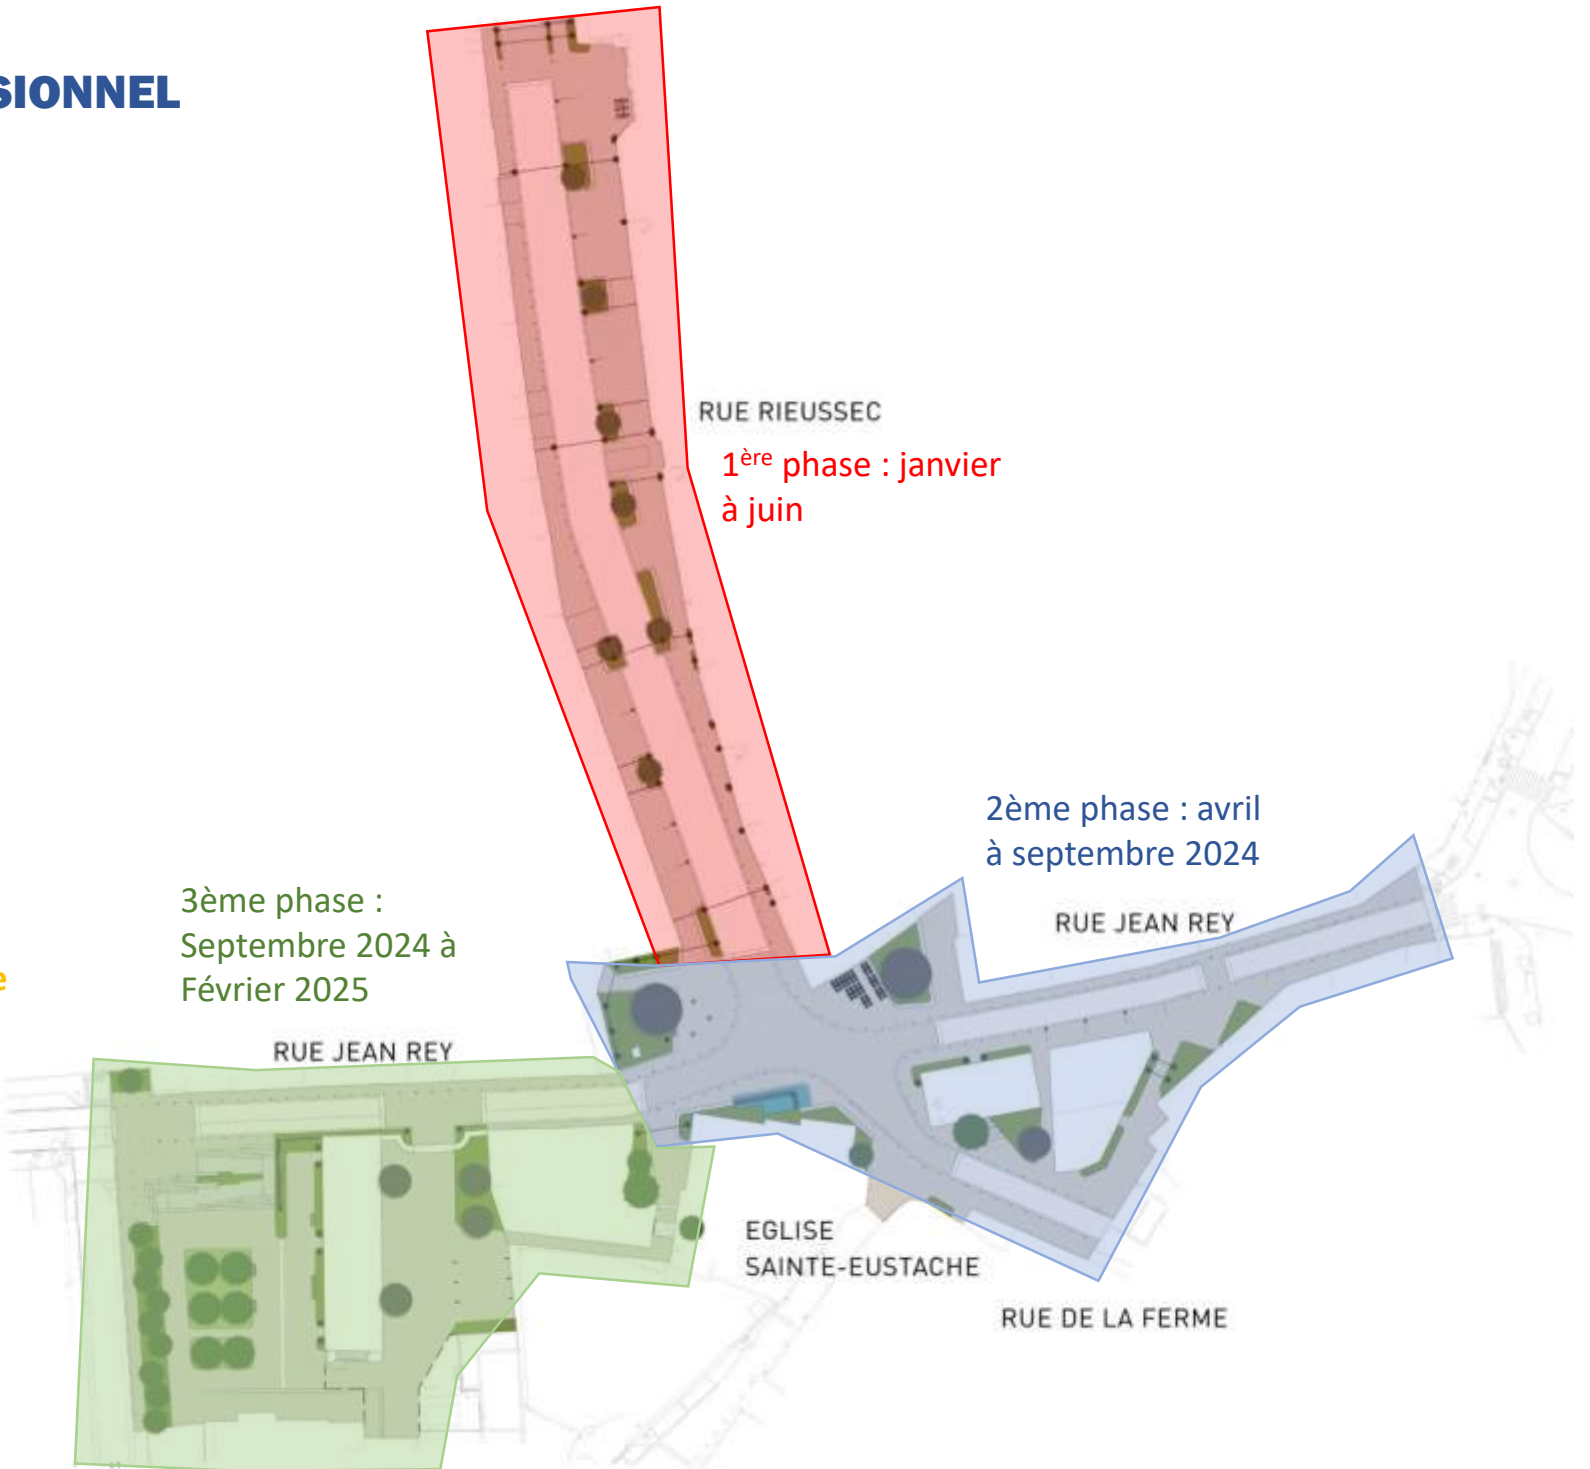 SIONNEL
RUE RIEUSSEC
1ère phase : janvier
à juin
2ème phase : avril
à septembre 2024
RUE JEAN REY
3ème phase :
Septembre 2024 à
Février 2025
e
RUE JEAN REY
EGLISE
SAINTE-EUSTACHE
RUE DE LA FERME